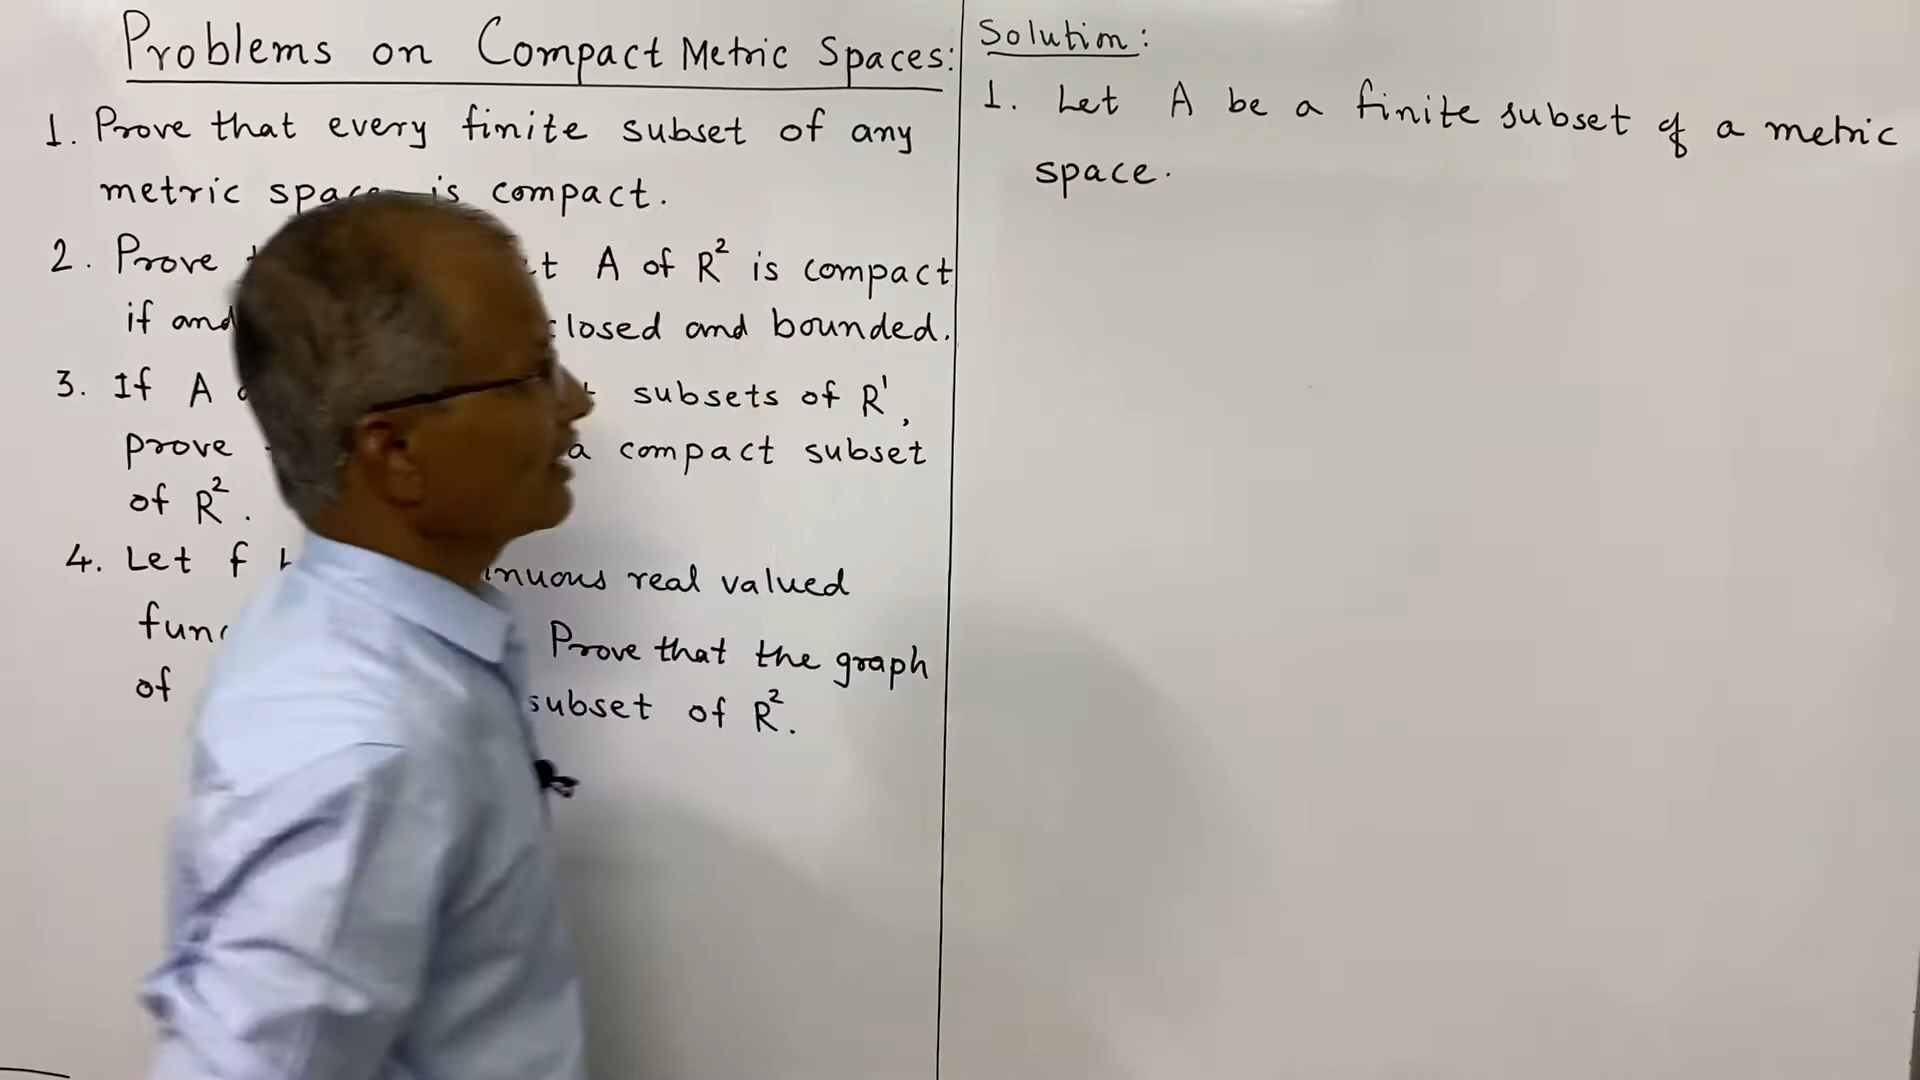 Problems on Compact Metric Spaces:
1. Prove that every finite subset of any
metric space is compact.
2. Prove A of R² is compact
if and closed and bounded.
3. If A subsets of R¹,
prove a compact subset
of R².
4. Let f real valued
Prove that the graph
of subset of R².
Solution:
1. Let A be a finite subset of a metric
space.